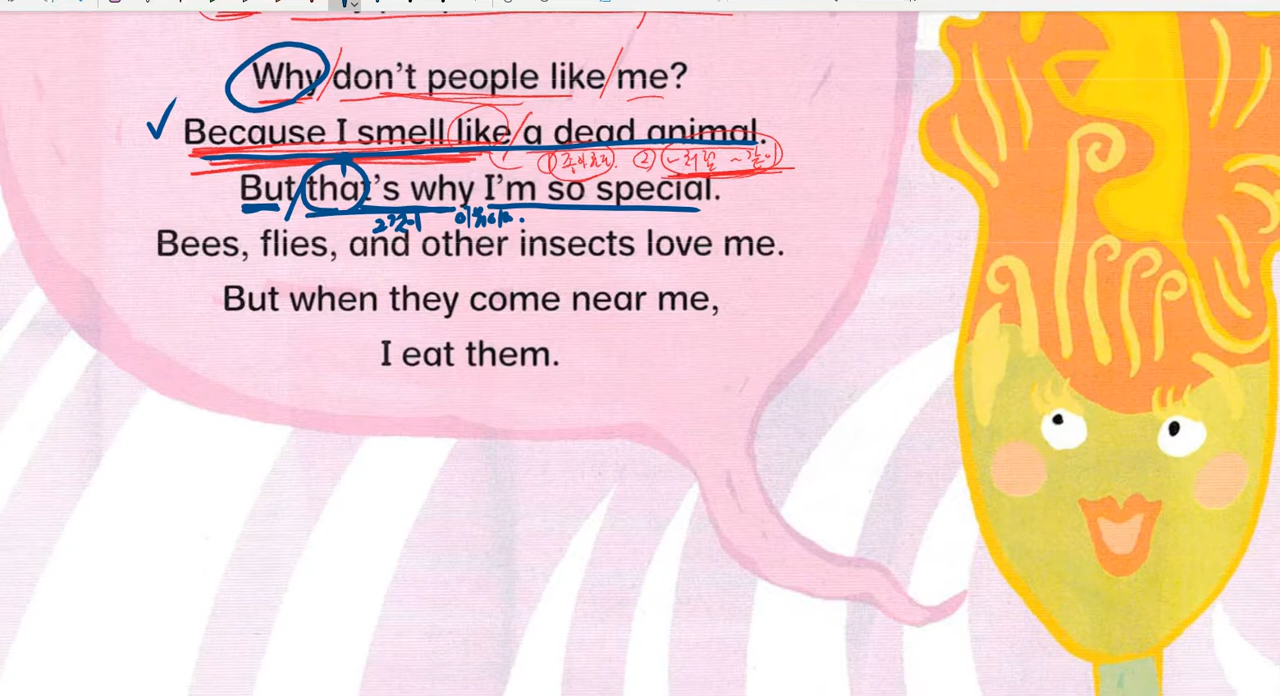 Why don't people like me?
Because I smell like a dead animal.
① 좋아하다. ② ~처럼 ~같이
But that's why I'm so special.
그것이 이유이다.
Bees, flies, and other insects love me.
But when they come near me,
I eat them.